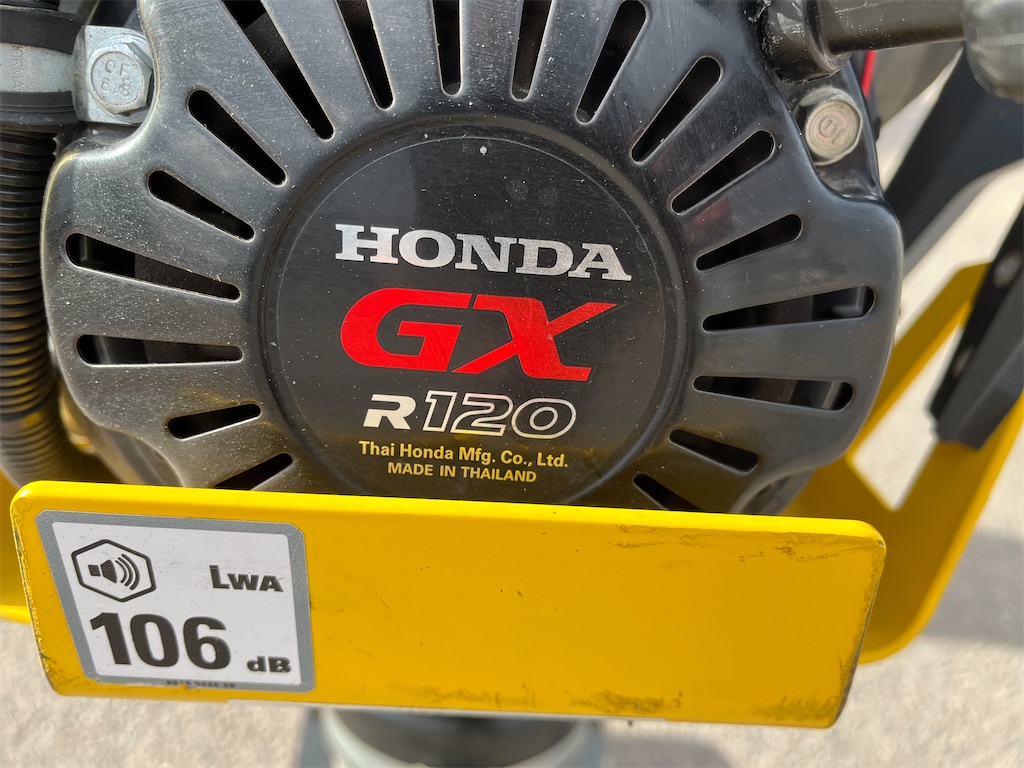 HONDA
GX
R120
Thai Honda Mfg. Co., Ltd.
MADE IN THAILAND
LWA
106 dB